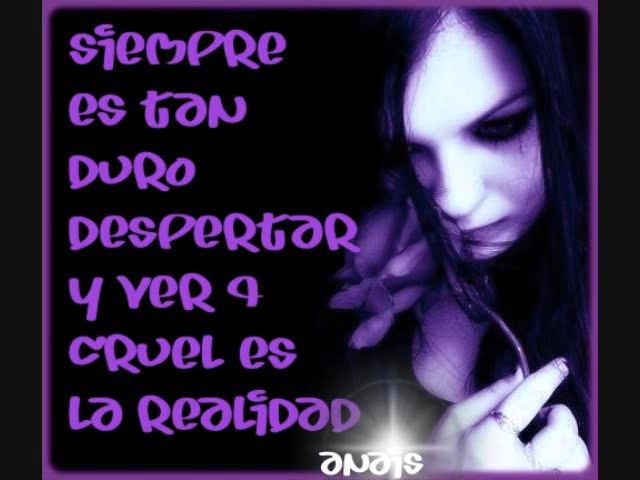 Siempre
es tan
duro
despertar
y ver q
cruel es
la realidad
anais